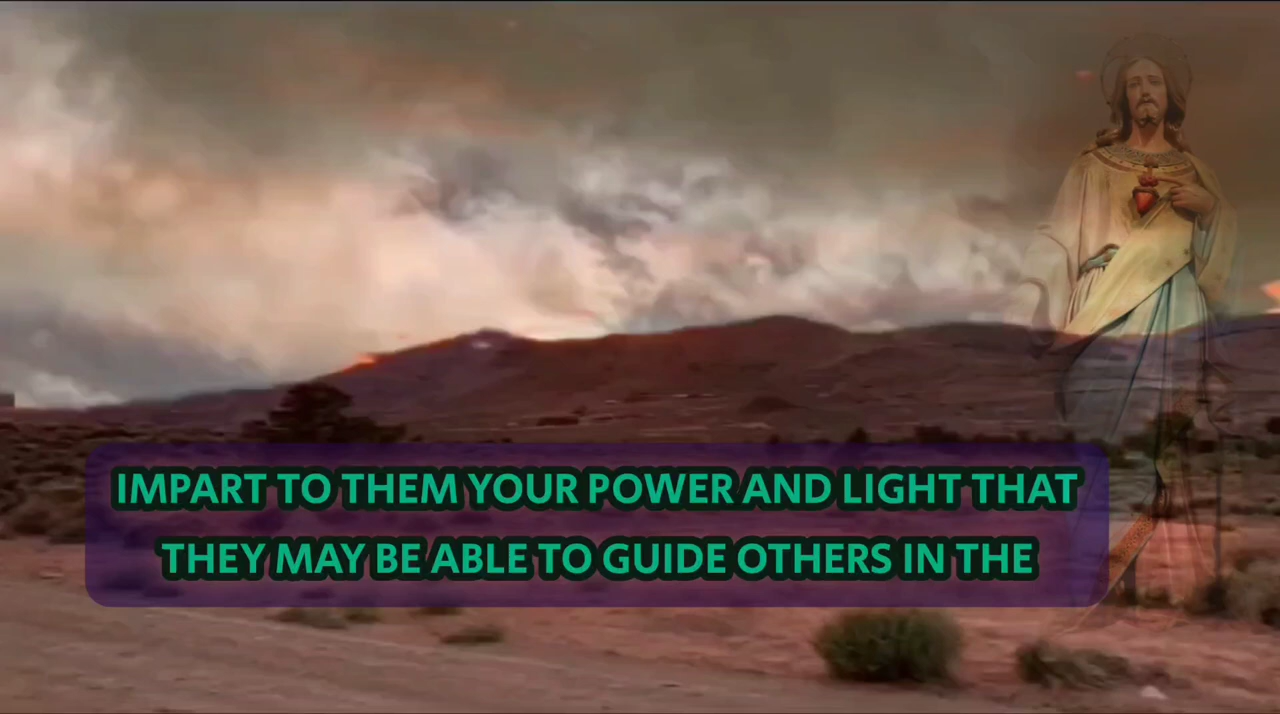 IMPART TO THEM YOUR POWER AND LIGHT THAT
THEY MAY BE ABLE TO GUIDE OTHERS IN THE